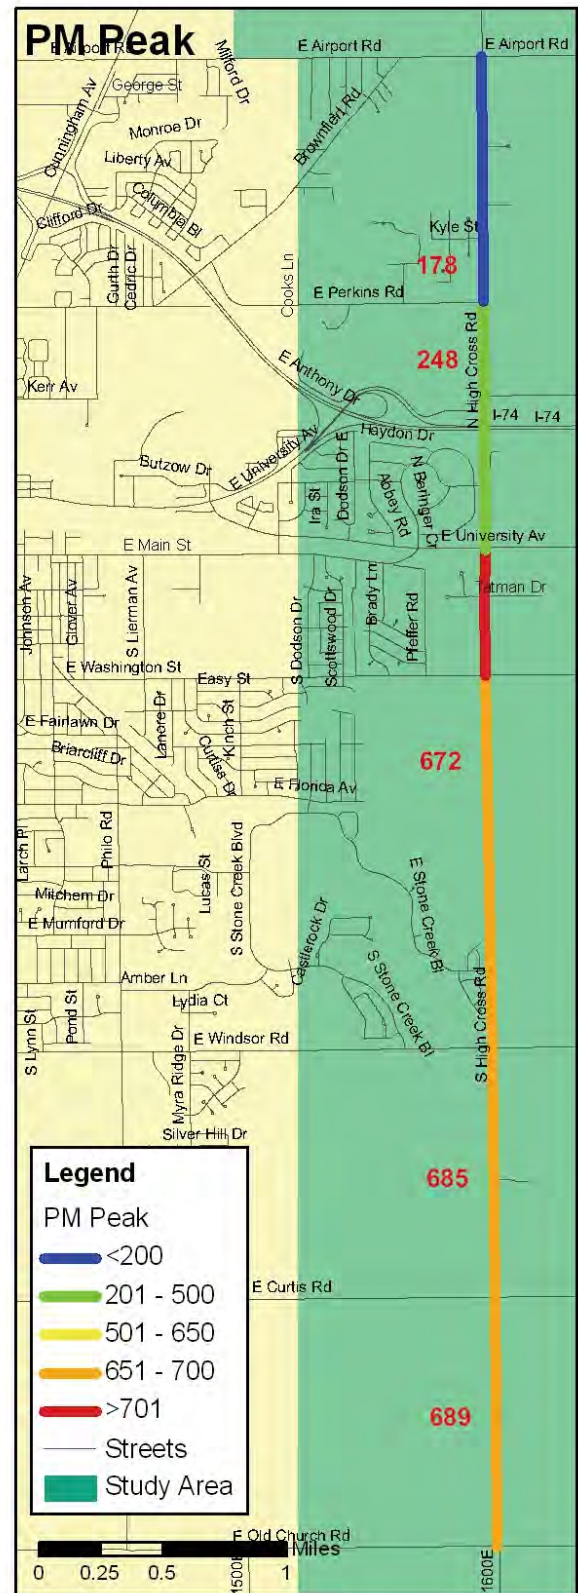 PM Peak
E Airport Rd
E Airport Rd
E Airport Rd
Milford Dr
George St
Cunningham Av
Monroe Dr
Brownfield Rd
Liberty Av
Columbia Bl
Clifford Dr
Kyle St
Gurth Dr
Cedric Dr
Cooks Ln
178
E Perkins Rd
N High Cross Rd
248
E Anthony Dr
Kerr Av
I-74
I-74
Haydon Dr
E University Av
Butzow Dr
Ira St
Dodson Dr E
Abbey Rd
N Beringer Cr
E University Av
E Main St
Johnson Av
Glover Av
S Lierman Av
S Dodson Dr
Scottswood Dr
Brady Ln
Pfeffer Rd
Tatman Dr
E Washington St
Easy St
Lanore Dr
Kinch St
E Fairlawn Dr
Briarcliff Dr
Curtiss Dr
672
E Florida Av
Larch Pl
Philo Rd
Lucas St
S Stone Creek Blvd
E Stone Creek Bl
Mitchem Dr
E Mumford Dr
Castlerock Dr
S Stone Creek Bl
Amber Ln
Lydia Ct
Pond St
S Lynn St
S High Cross Rd
E Windsor Rd
Myra Ridge Dr
Silver Hill Dr
685
Legend
PM Peak
<200
201 - 500
501 - 650
651 - 700
>701
Streets
Study Area
E Curtis Rd
689
E Old Church Rd
Miles
0 0.25 0.5 1
1500E
1600E